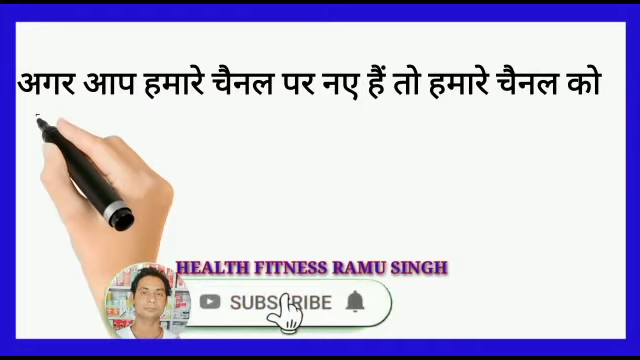 अगर आप हमारे चैनल पर नए हैं तो हमारे चैनल को
HEALTH FITNESS RAMU SINGH
SUBSCRIBE